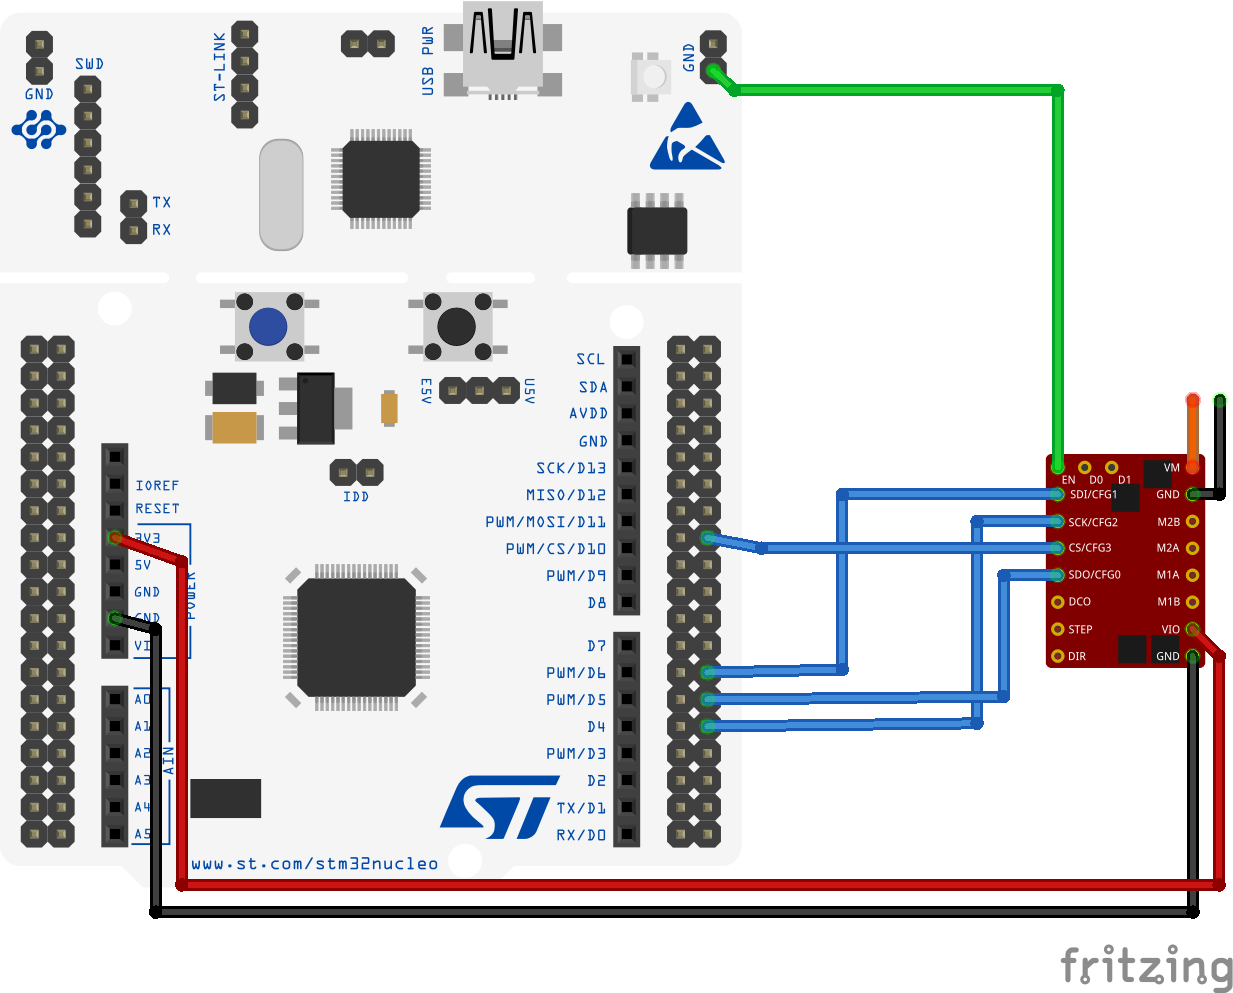 SWD
GND
TX
RX
ST-LINK
USB PWR
GND
E5V
U5V
IDD
IOREF
RESET
3V3
5V
GND
GND
VI
POWER
A0
A1
A2
A3
A4
A5
AIN
SCL
SDA
AVDD
GND
SCK/D13
MISO/D12
PWM/MOSI/D11
PWM/CS/D10
PWM/D9
D8
D7
PWM/D6
PWM/D5
D4
PWM/D3
D2
TX/D1
RX/D0
ST
www.st.com/stm32nucleo
EN
D0
D1
VM
SDI/CFG1
GND
SCK/CFG2
M2B
CS/CFG3
M2A
SDO/CFG0
M1A
DCO
M1B
STEP
VIO
DIR
GND
fritzing